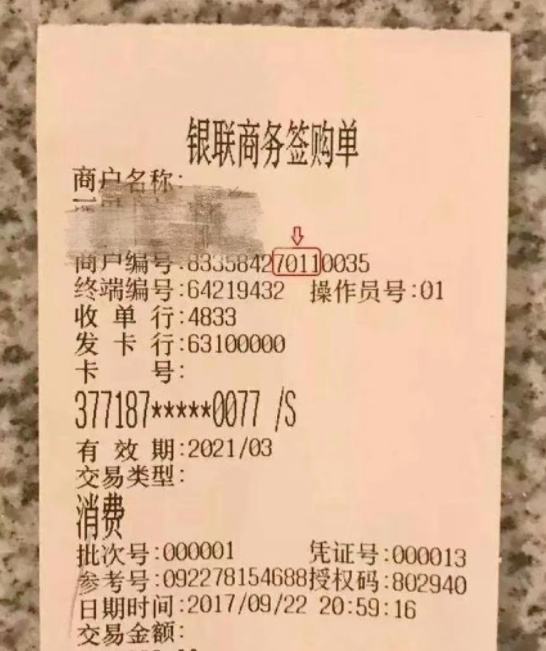 银联商务签购单
商户名称:
商户编号:833584270110035
终端编号:64219432 操作员号:01
收 单 行:4833
发 卡 行:63100000
卡 号:
377187*****0077 /S
有 效 期:2021/03
交易类型:
消费
批次号:000001 凭证号:000013
参考号:092278154688授权码:802940
日期时间:2017/09/22 20:59:16
交易金额: